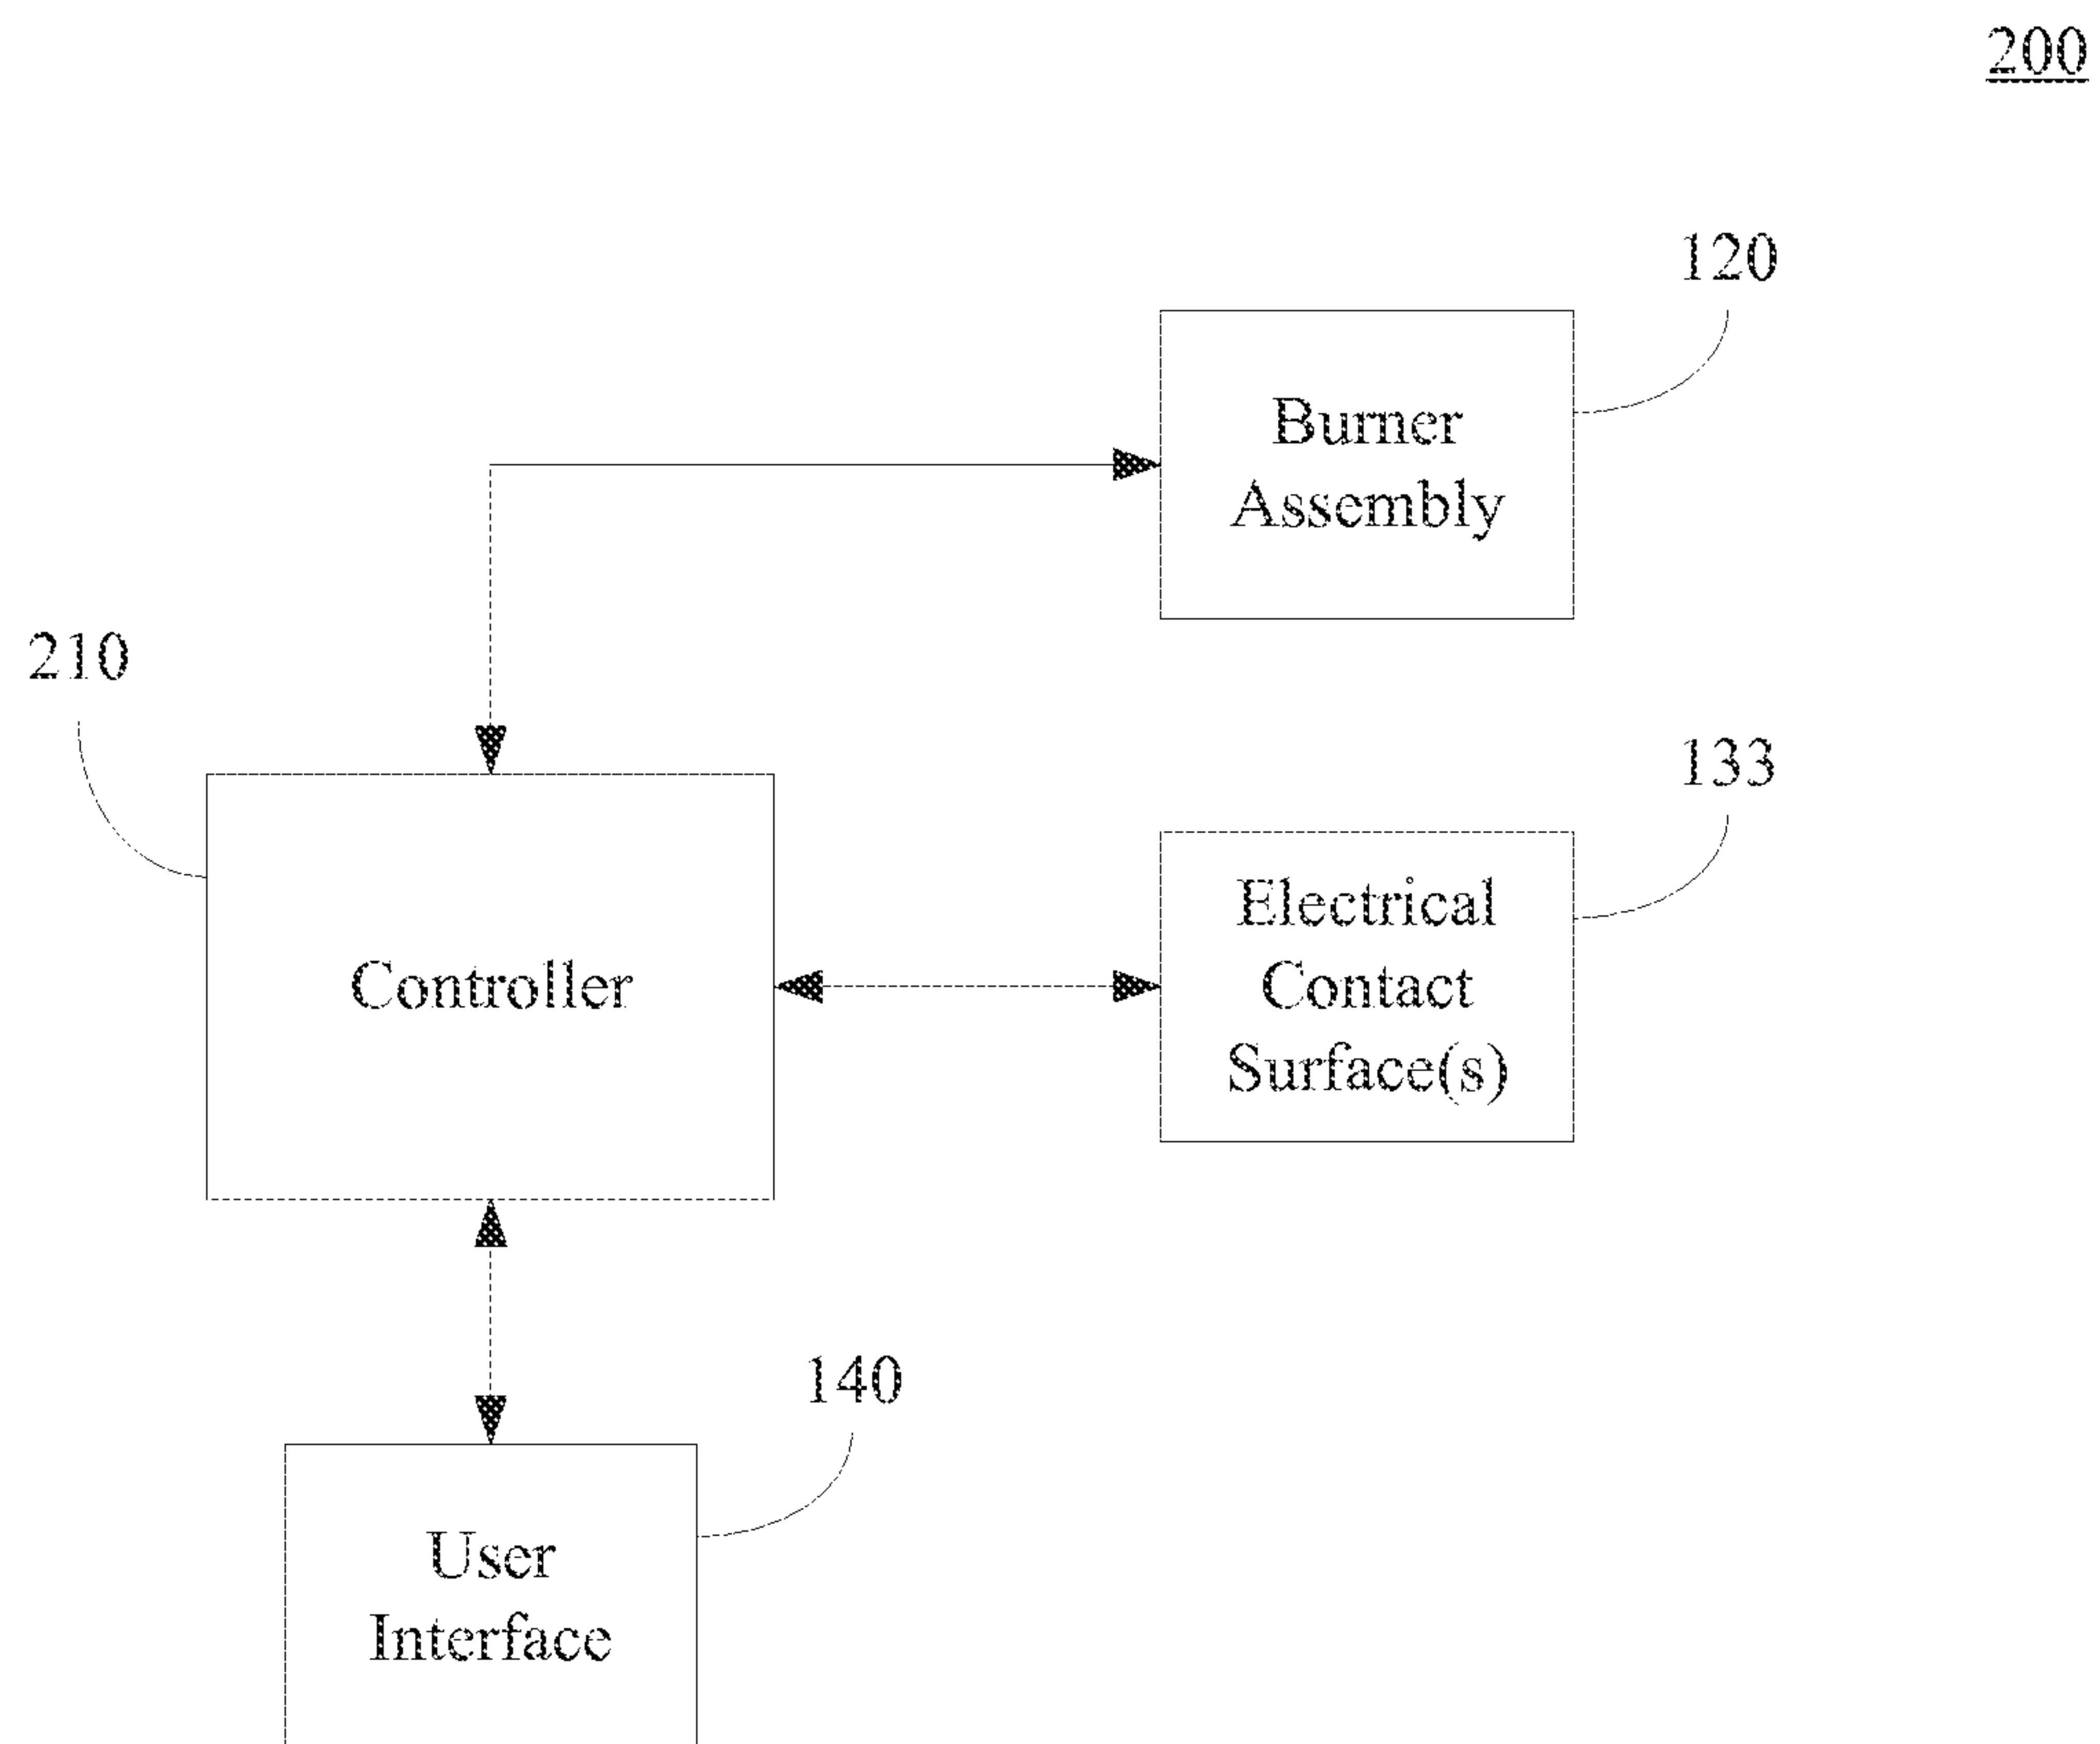 200
120
Burner
Assembly
210
133
Electrical
Contact
Surface(s)
Controller
140
User
Interface